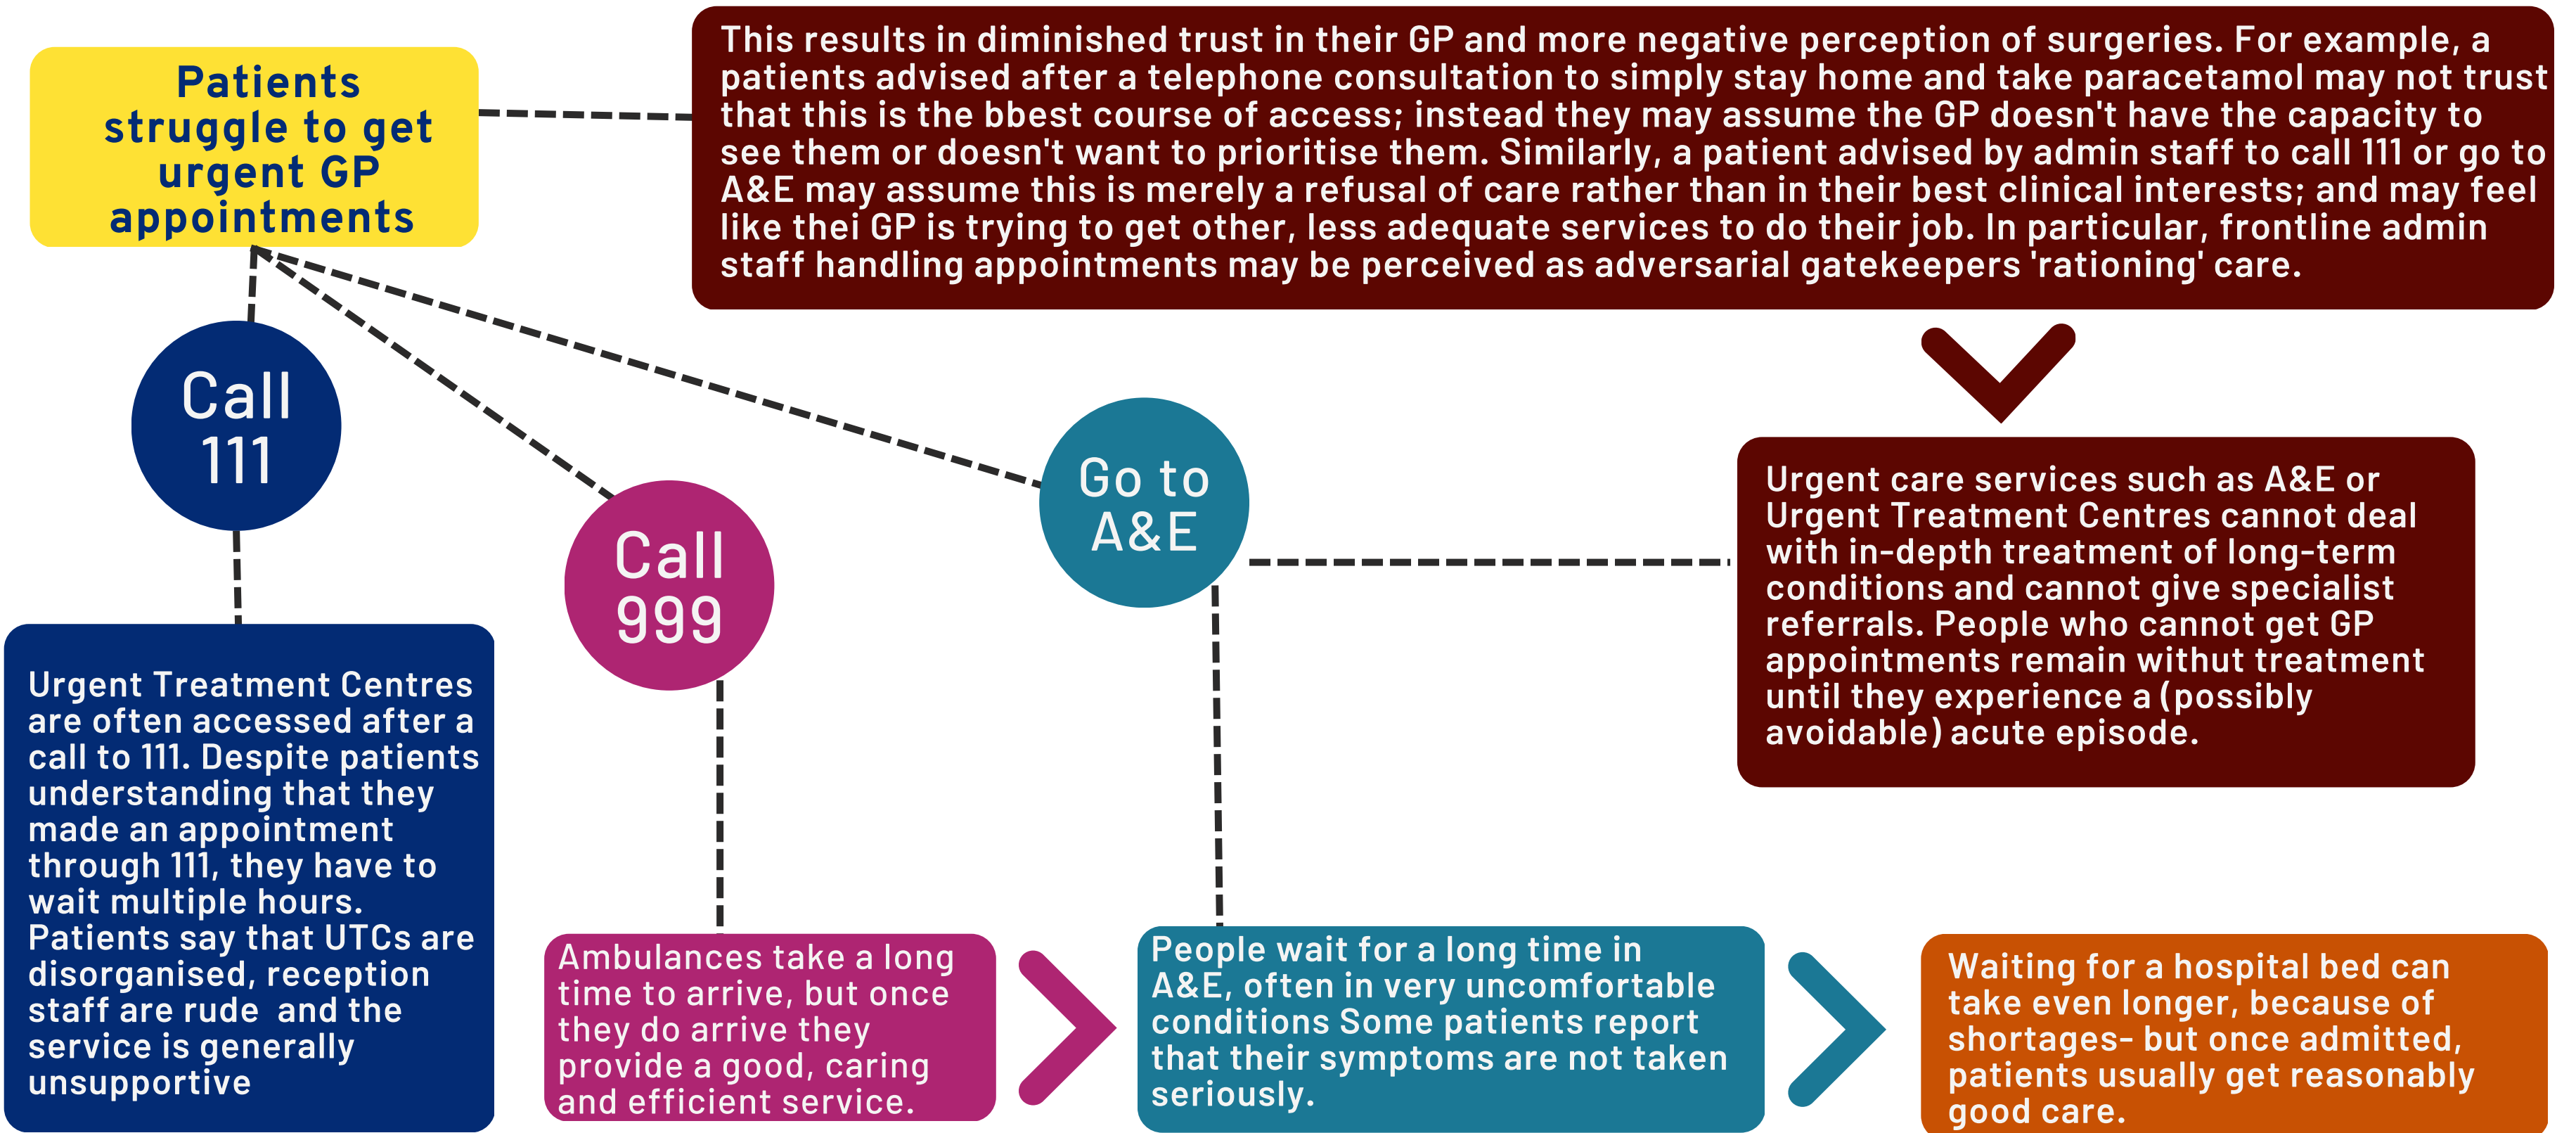 Patients
struggle to get
urgent GP
appointments
This results in diminished trust in their GP and more negative perception of surgeries. For example, a
patients advised after a telephone consultation to simply stay home and take paracetamol may not trust
that this is the bbest course of access; instead they may assume the GP doesn't have the capacity to
see them or doesn't want to prioritise them. Similarly, a patient advised by admin staff to call 111 or go to
A&E may assume this is merely a refusal of care rather than in their best clinical interests; and may feel
like thei GP is trying to get other, less adequate services to do their job. In particular, frontline admin
staff handling appointments may be perceived as adversarial gatekeepers 'rationing' care.
Call
111
Call
999
Go to
A&E
Urgent care services such as A&E or
Urgent Treatment Centres cannot deal
with in-depth treatment of long-term
conditions and cannot give specialist
referrals. People who cannot get GP
appointments remain withut treatment
until they experience a (possibly
avoidable) acute episode.
Urgent Treatment Centres
are often accessed after a
call to 111. Despite patients
understanding that they
made an appointment
through 111, they have to
wait multiple hours.
Patients say that UTCs are
disorganised, reception
staff are rude  and the
service is generally
unsupportive
Ambulances take a long
time to arrive, but once
they do arrive they
provide a good, caring
and efficient service.
People wait for a long time in
A&E, often in very uncomfortable
conditions Some patients report
that their symptoms are not taken
seriously.
Waiting for a hospital bed can
take even longer, because of
shortages- but once admitted,
patients usually get reasonably
good care.